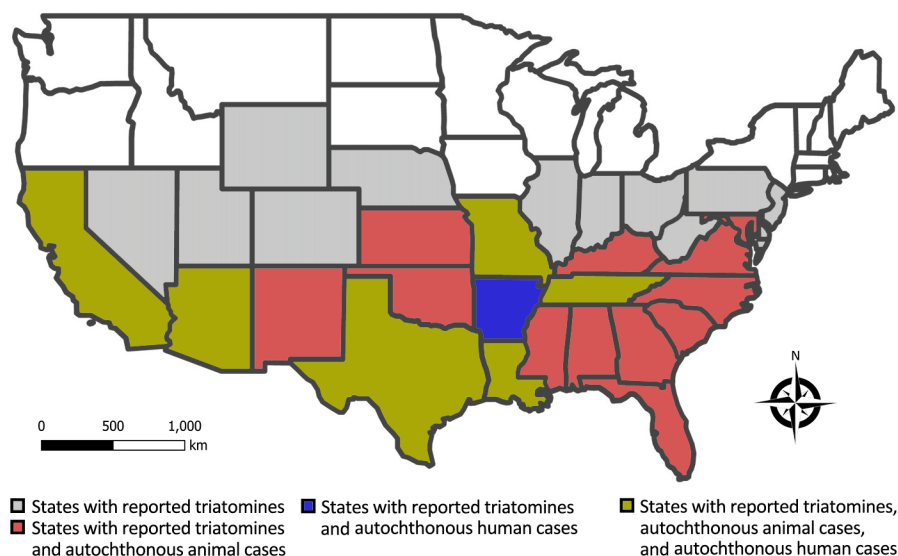 N
0 500 1,000
km
States with reported triatomines
States with reported triatomines
and autochthonous animal cases
States with reported triatomines
and autochthonous human cases
States with reported triatomines,
autochthonous animal cases,
and autochthonous human cases